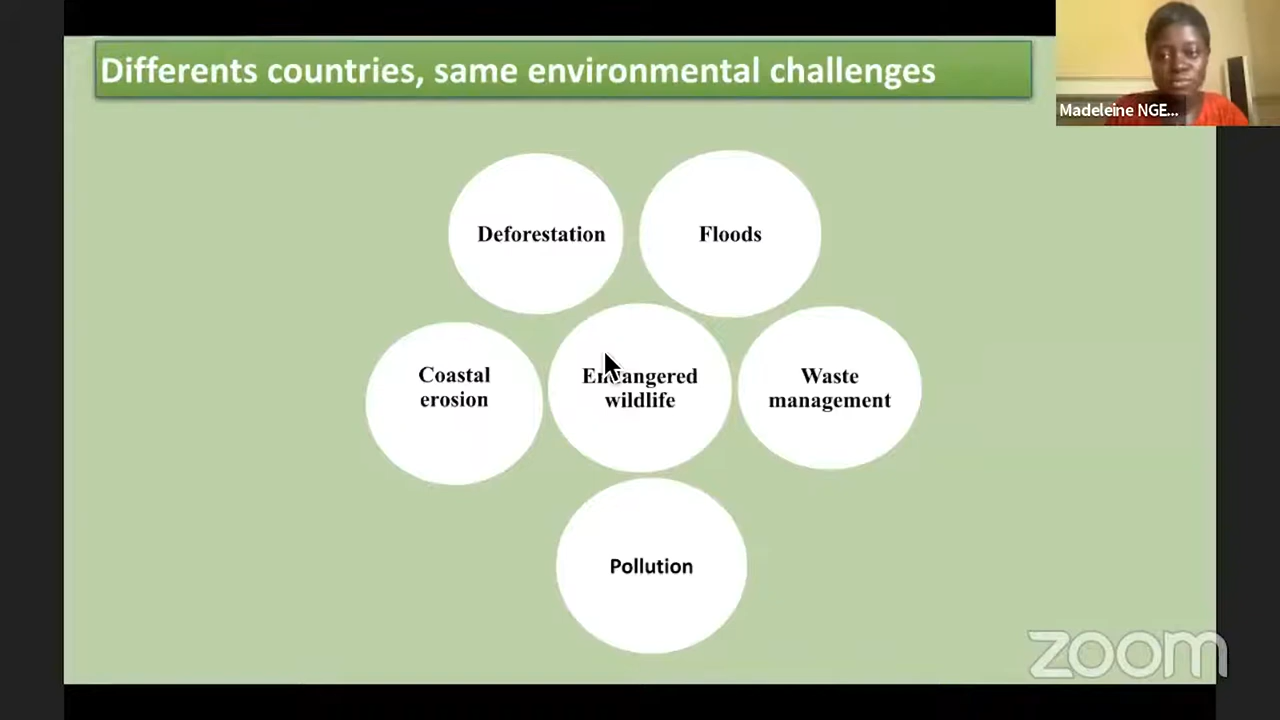 Differents countries, same environmental challenges
Madeleine NGE...
Deforestation
Floods
Coastal
erosion
Endangered
wildlife
Waste
management
Pollution
zoom